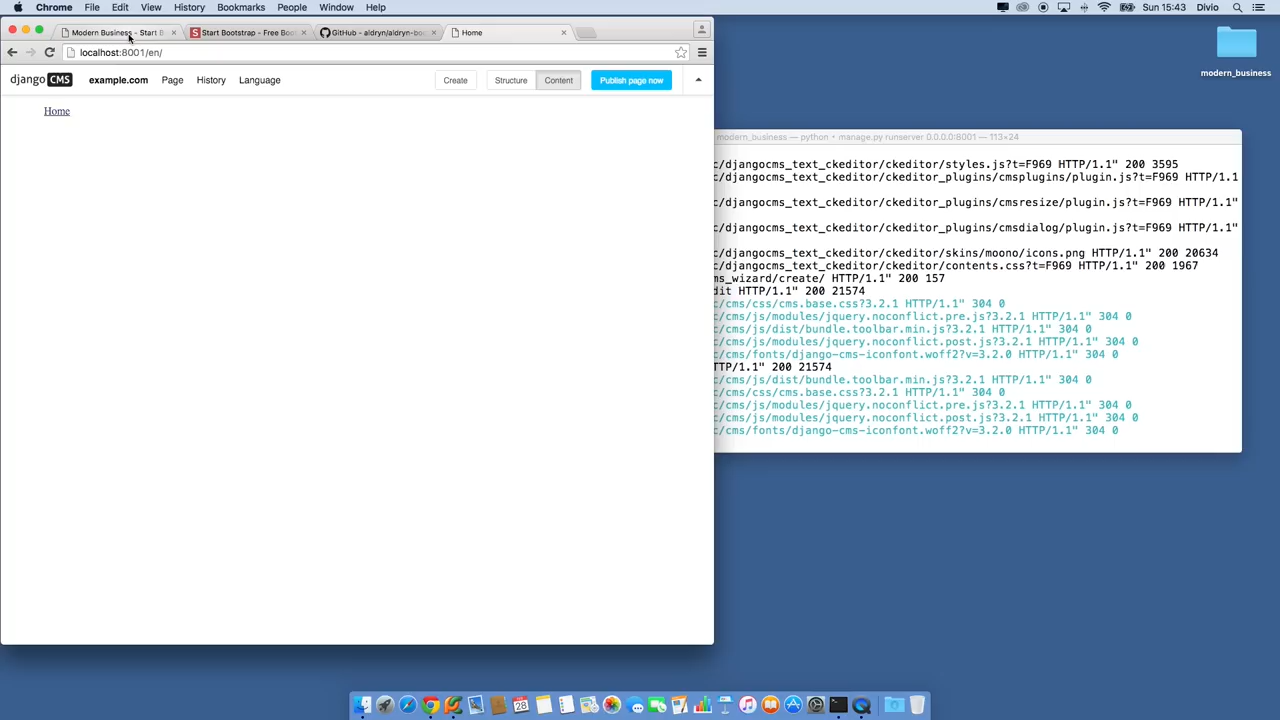 Chrome File Edit View History Bookmarks People Window Help
Sun 15:43 Divio
Modern Business - Start B
Start Bootstrap - Free Boo
GitHub - aldryn/aldryn-boo
Home
localhost:8001/en/
django CMS example.com Page History Language Create Structure Content Publish page now
Home
modern_business
modern_business — python • manage.py runserver 0.0.0.0:8001 — 113×24
c/djangocms_text_ckeditor/ckeditor/styles.js?t=F969 HTTP/1.1" 200 3595
c/djangocms_text_ckeditor/ckeditor_plugins/cmsplugins/plugin.js?t=F969 HTTP/1.1
c/djangocms_text_ckeditor/ckeditor_plugins/cmsresize/plugin.js?t=F969 HTTP/1.1"
c/djangocms_text_ckeditor/ckeditor_plugins/cmsdialog/plugin.js?t=F969 HTTP/1.1"
c/djangocms_text_ckeditor/ckeditor/skins/moono/icons.png HTTP/1.1" 200 20634
c/djangocms_text_ckeditor/ckeditor/contents.css?t=F969 HTTP/1.1" 200 1967
ms_wizard/create/ HTTP/1.1" 200 157
dit HTTP/1.1" 200 21574
c/cms/css/cms.base.css?3.2.1 HTTP/1.1" 304 0
c/cms/js/modules/jquery.noconflict.pre.js?3.2.1 HTTP/1.1" 304 0
c/cms/js/dist/bundle.toolbar.min.js?3.2.1 HTTP/1.1" 304 0
c/cms/js/modules/jquery.noconflict.post.js?3.2.1 HTTP/1.1" 304 0
c/cms/fonts/django-cms-iconfont.woff2?v=3.2.0 HTTP/1.1" 304 0
TTP/1.1" 200 21574
c/cms/js/dist/bundle.toolbar.min.js?3.2.1 HTTP/1.1" 304 0
c/cms/css/cms.base.css?3.2.1 HTTP/1.1" 304 0
c/cms/js/modules/jquery.noconflict.pre.js?3.2.1 HTTP/1.1" 304 0
c/cms/js/modules/jquery.noconflict.post.js?3.2.1 HTTP/1.1" 304 0
c/cms/fonts/django-cms-iconfont.woff2?v=3.2.0 HTTP/1.1" 304 0
28